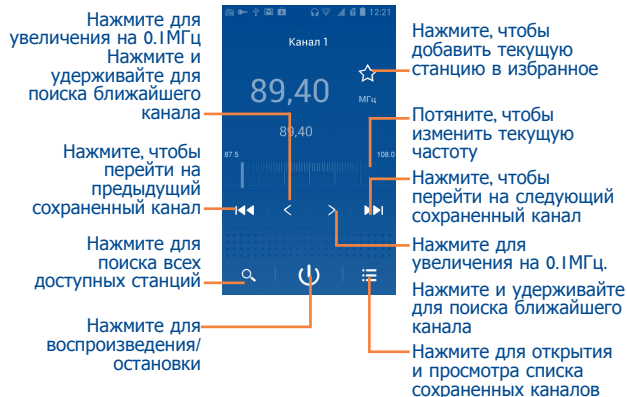 Нажмите для
увеличения на 0.1МГц
Нажмите и
удерживайте для
поиска ближайшего
канала
Нажмите, чтобы
перейти на
предыдущий
сохраненный канал
Нажмите для
поиска всех
доступных станций
Нажмите для
воспроизведения/
остановки
12:21
Канал 1
89,40
МГц
89,40
87.5
108.0
Нажмите, чтобы
добавить текущую
станцию в избранное
Потяните, чтобы
изменить текущую
частоту
Нажмите, чтобы
перейти на следующий
сохраненный канал
Нажмите для
увеличения на 0.1МГц.
Нажмите и удерживайте
для поиска ближайшего
канала
Нажмите для открытия
и просмотра списка
сохраненных каналов